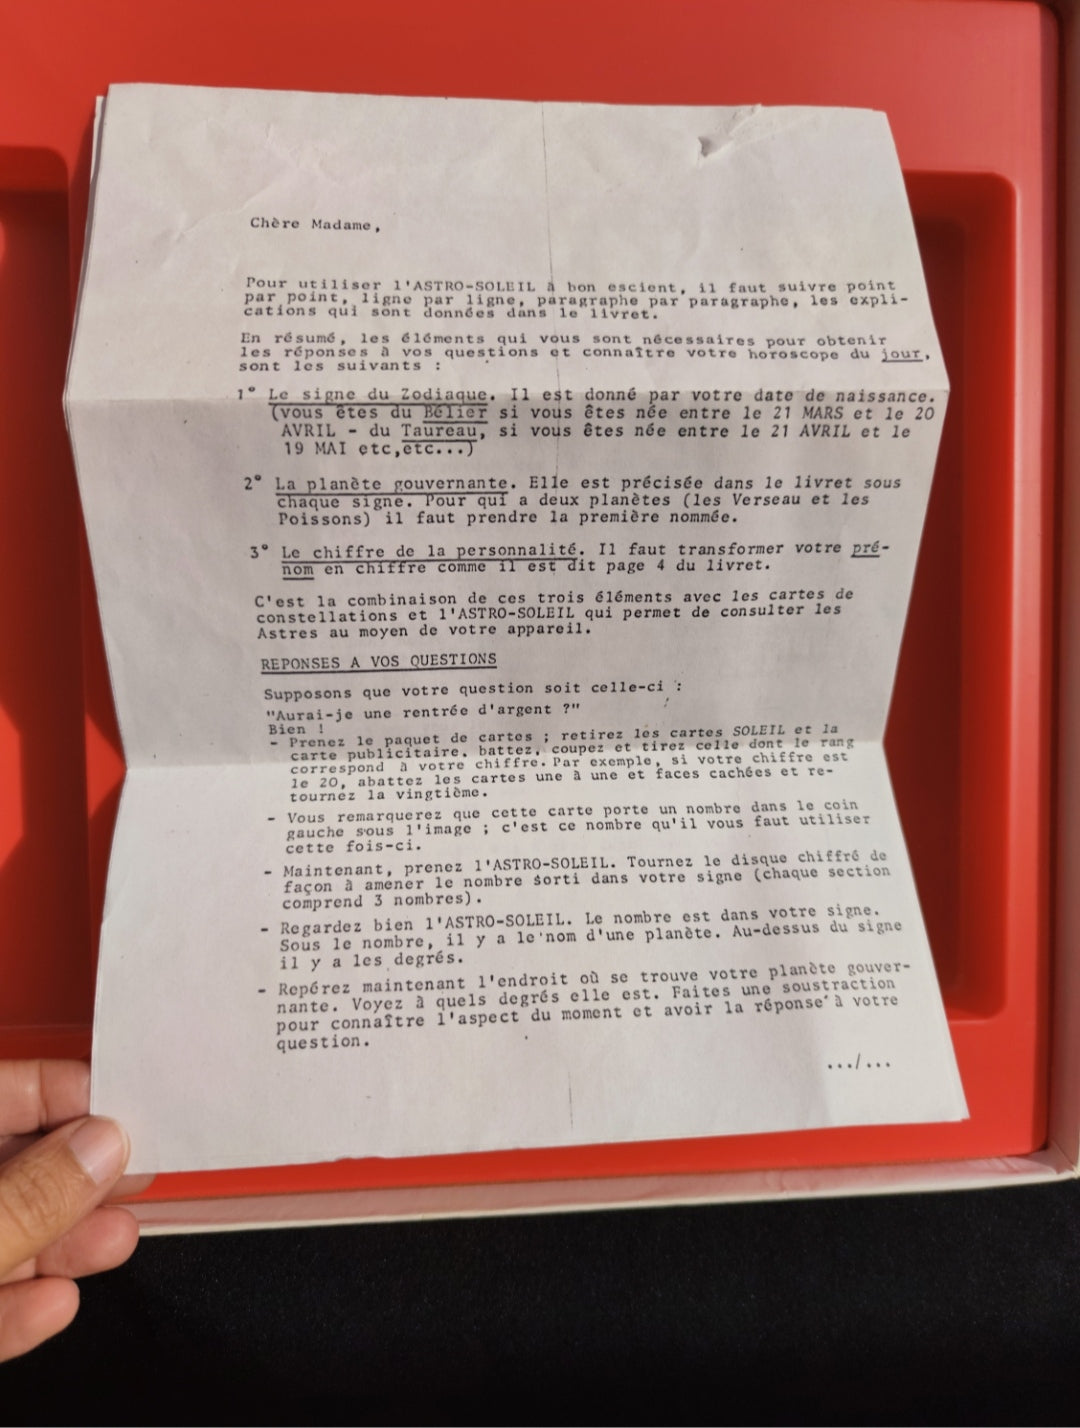 Chère Madame,
Pour utiliser l'ASTRO-SOLEIL à bon escient, il faut suivre point
par point, ligne par ligne, paragraphe par paragraphe, les expli-
cations qui sont données dans le livret.
En résumé, les éléments qui vous sont nécessaires pour obtenir
les réponses à vos questions et connaître votre horoscope du jour,
sont les suivants :
1° Le signe du Zodiaque. Il est donné par votre date de naissance.
(vous êtes du Bélier si vous êtes née entre le 21 MARS et le 20
AVRIL - du Taureau, si vous êtes née entre le 21 AVRIL et le
19 MAI etc,etc...)
2° La planète gouvernante. Elle est précisée dans le livret sous
chaque signe. Pour qui a deux planètes (les Verseau et les
Poissons) il faut prendre la première nommée.
3° Le chiffre de la personnalité. Il faut transformer votre pré-
nom en chiffre comme il est dit page 4 du livret.
C'est la combinaison de ces trois éléments avec les cartes de
constellations et l'ASTRO-SOLEIL qui permet de consulter les
Astres au moyen de votre appareil.
REPONSES A VOS QUESTIONS
Supposons que votre question soit celle-ci :
"Aurai-je une rentrée d'argent ?"
Bien !
- Prenez le paquet de cartes ; retirez les cartes SOLEIL et la
carte publicitaire, battez, coupez et tirez celle dont le rang
correspond à votre chiffre. Par exemple, si votre chiffre est
le 20, abattez les cartes une à une et faces cachées et re-
tournez la vingtième.
- Vous remarquerez que cette carte porte un nombre dans le coin
gauche sous l'image ; c'est ce nombre qu'il vous faut utiliser
cette fois-ci.
- Maintenant, prenez l'ASTRO-SOLEIL. Tournez le disque chiffré de
façon à amener le nombre sorti dans votre signe (chaque section
comprend 3 nombres).
- Regardez bien l'ASTRO-SOLEIL. Le nombre est dans votre signe.
Sous le nombre, il y a le nom d'une planète. Au-dessus du signe
il y a les degrés.
- Repérez maintenant l'endroit où se trouve votre planète gouver-
nante. Voyez à quels degrés elle est. Faites une soustraction
pour connaître l'aspect du moment et avoir la réponse à votre
question.
.../...